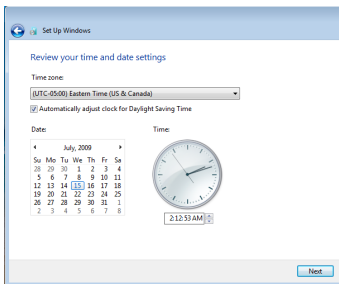 Set Up Windows
Review your time and date settings
Time zone:
(UTC-05:00) Eastern Time (US & Canada)
Automatically adjust clock for Daylight Saving Time
Date:
Time:
July, 2009
Su Mo Tu We Th Fr Sa
28 29 30 1 2 3 4
5 6 7 8 9 10 11
12 13 14 15 16 17 18
19 20 21 22 23 24 25
26 27 28 29 30 31 1
2 3 4 5 6 7 8
2:12:53 AM
Next